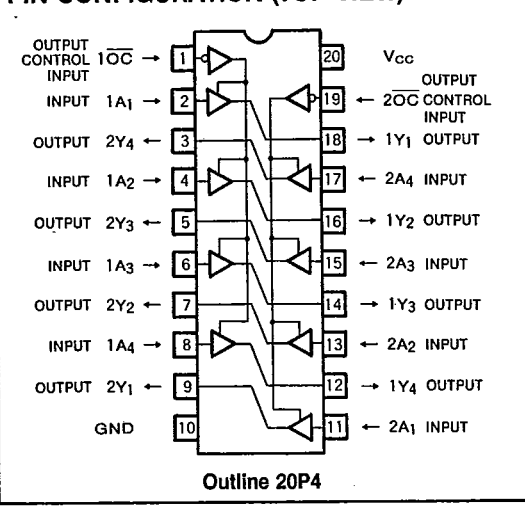 PIN CONFIGURATION (TOP VIEW)
OUTPUT CONTROL INPUT 1O̅C̅ → 1
INPUT 1A₁ → 2
OUTPUT 2Y₄ ← 3
INPUT 1A₂ → 4
OUTPUT 2Y₃ ← 5
INPUT 1A₃ → 6
OUTPUT 2Y₂ ← 7
INPUT 1A₄ → 8
OUTPUT 2Y₁ ← 9
GND 10
20 Vcc
19 ← 2O̅C̅ OUTPUT CONTROL INPUT
18 → 1Y₁ OUTPUT
17 ← 2A₄ INPUT
16 → 1Y₂ OUTPUT
15 ← 2A₃ INPUT
14 → 1Y₃ OUTPUT
13 ← 2A₂ INPUT
12 → 1Y₄ OUTPUT
11 ← 2A₁ INPUT
Outline 20P4